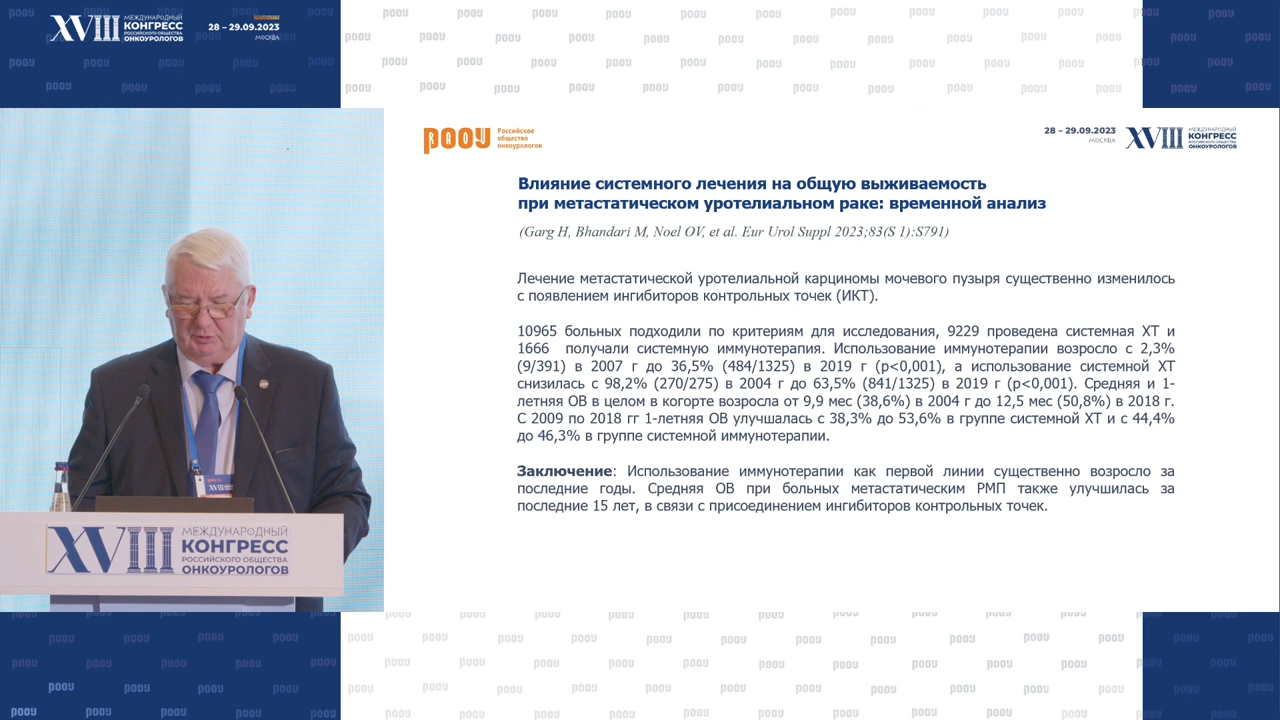 XVIII МЕЖДУНАРОДНЫЙ
КОНГРЕСС
РОССИЙСКОГО ОБЩЕСТВА
ОНКОУРОЛОГОВ
28 – 29.09.2023
МОСКВА
РООУ Российское
общество
онкоурологов
28 – 29.09.2023
МОСКВА
XVIII МЕЖДУНАРОДНЫЙ
КОНГРЕСС
РОССИЙСКОГО ОБЩЕСТВА
ОНКОУРОЛОГОВ
Влияние системного лечения на общую выживаемость
при метастатическом уротелиальном раке: временной анализ
(Garg H, Bhandari M, Noel OV, et al. Eur Urol Suppl 2023;83(S 1):S791)
Лечение метастатической уротелиальной карциномы мочевого пузыря существенно изменилось
с появлением ингибиторов контрольных точек (ИКТ).
10965 больных подходили по критериям для исследования, 9229 проведена системная ХТ и
1666 получали системную иммунотерапия. Использование иммунотерапии возросло с 2,3%
(9/391) в 2007 г до 36,5% (484/1325) в 2019 г (p<0,001), а использование системной ХТ
снизилась с 98,2% (270/275) в 2004 г до 63,5% (841/1325) в 2019 г (p<0,001). Средняя и 1-
летняя ОВ в целом в когорте возросла от 9,9 мес (38,6%) в 2004 г до 12,5 мес (50,8%) в 2018 г.
С 2009 по 2018 гг 1-летняя ОВ улучшалась с 38,3% до 53,6% в группе системной ХТ и с 44,4%
до 46,3% в группе системной иммунотерапии.
Заключение: Использование иммунотерапии как первой линии существенно возросло за
последние годы. Средняя ОВ при больных метастатическим РМП также улучшилась за
последние 15 лет, в связи с присоединением ингибиторов контрольных точек.
XVIII МЕЖДУНАРОДНЫЙ
КОНГРЕСС
РОССИЙСКОГО ОБЩЕСТВА
ОНКОУРОЛОГОВ